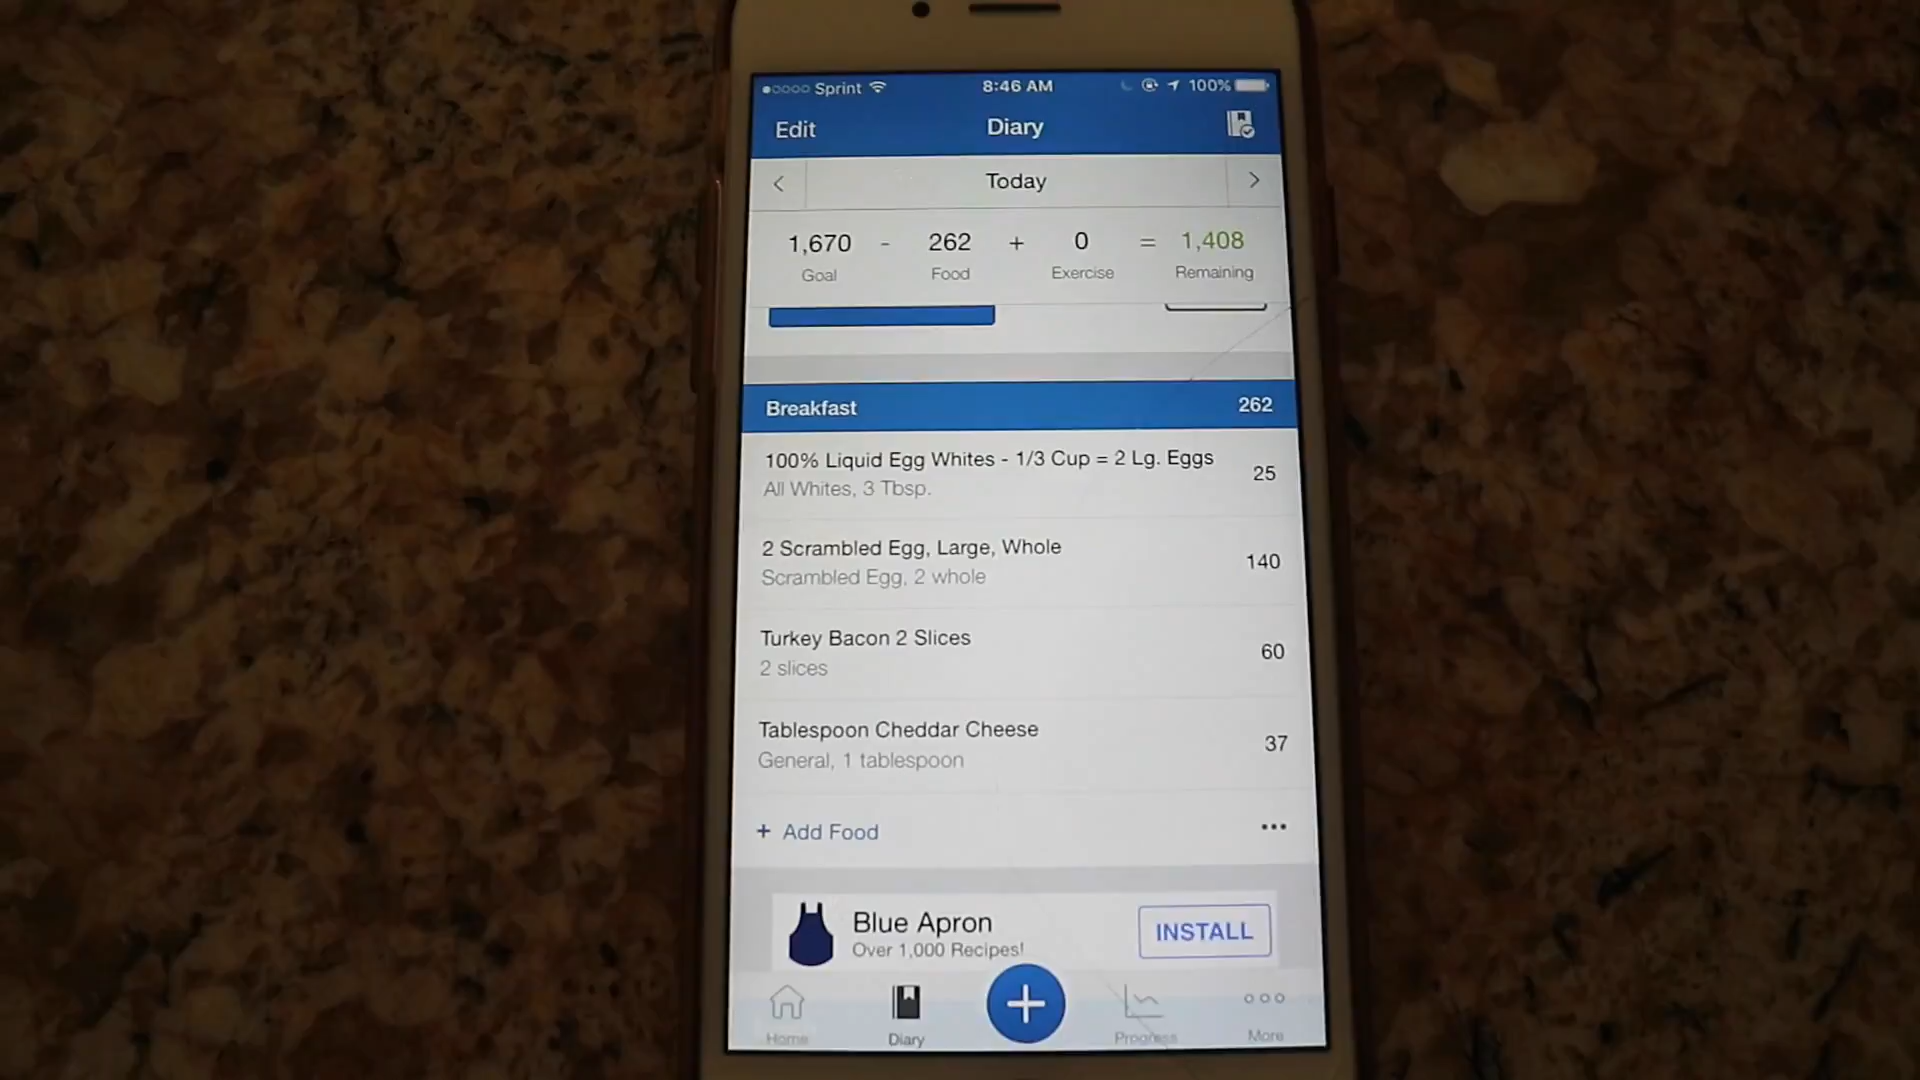 Sprint 8:46 AM 100%
Edit Diary
Today
1,670 - 262 + 0 = 1,408
Goal Food Exercise Remaining
Breakfast 262
100% Liquid Egg Whites - 1/3 Cup = 2 Lg. Eggs 25
All Whites, 3 Tbsp.
2 Scrambled Egg, Large, Whole 140
Scrambled Egg, 2 whole
Turkey Bacon 2 Slices 60
2 slices
Tablespoon Cheddar Cheese 37
General, 1 tablespoon
+ Add Food
Blue Apron INSTALL
Over 1,000 Recipes!
Home Diary Progress More